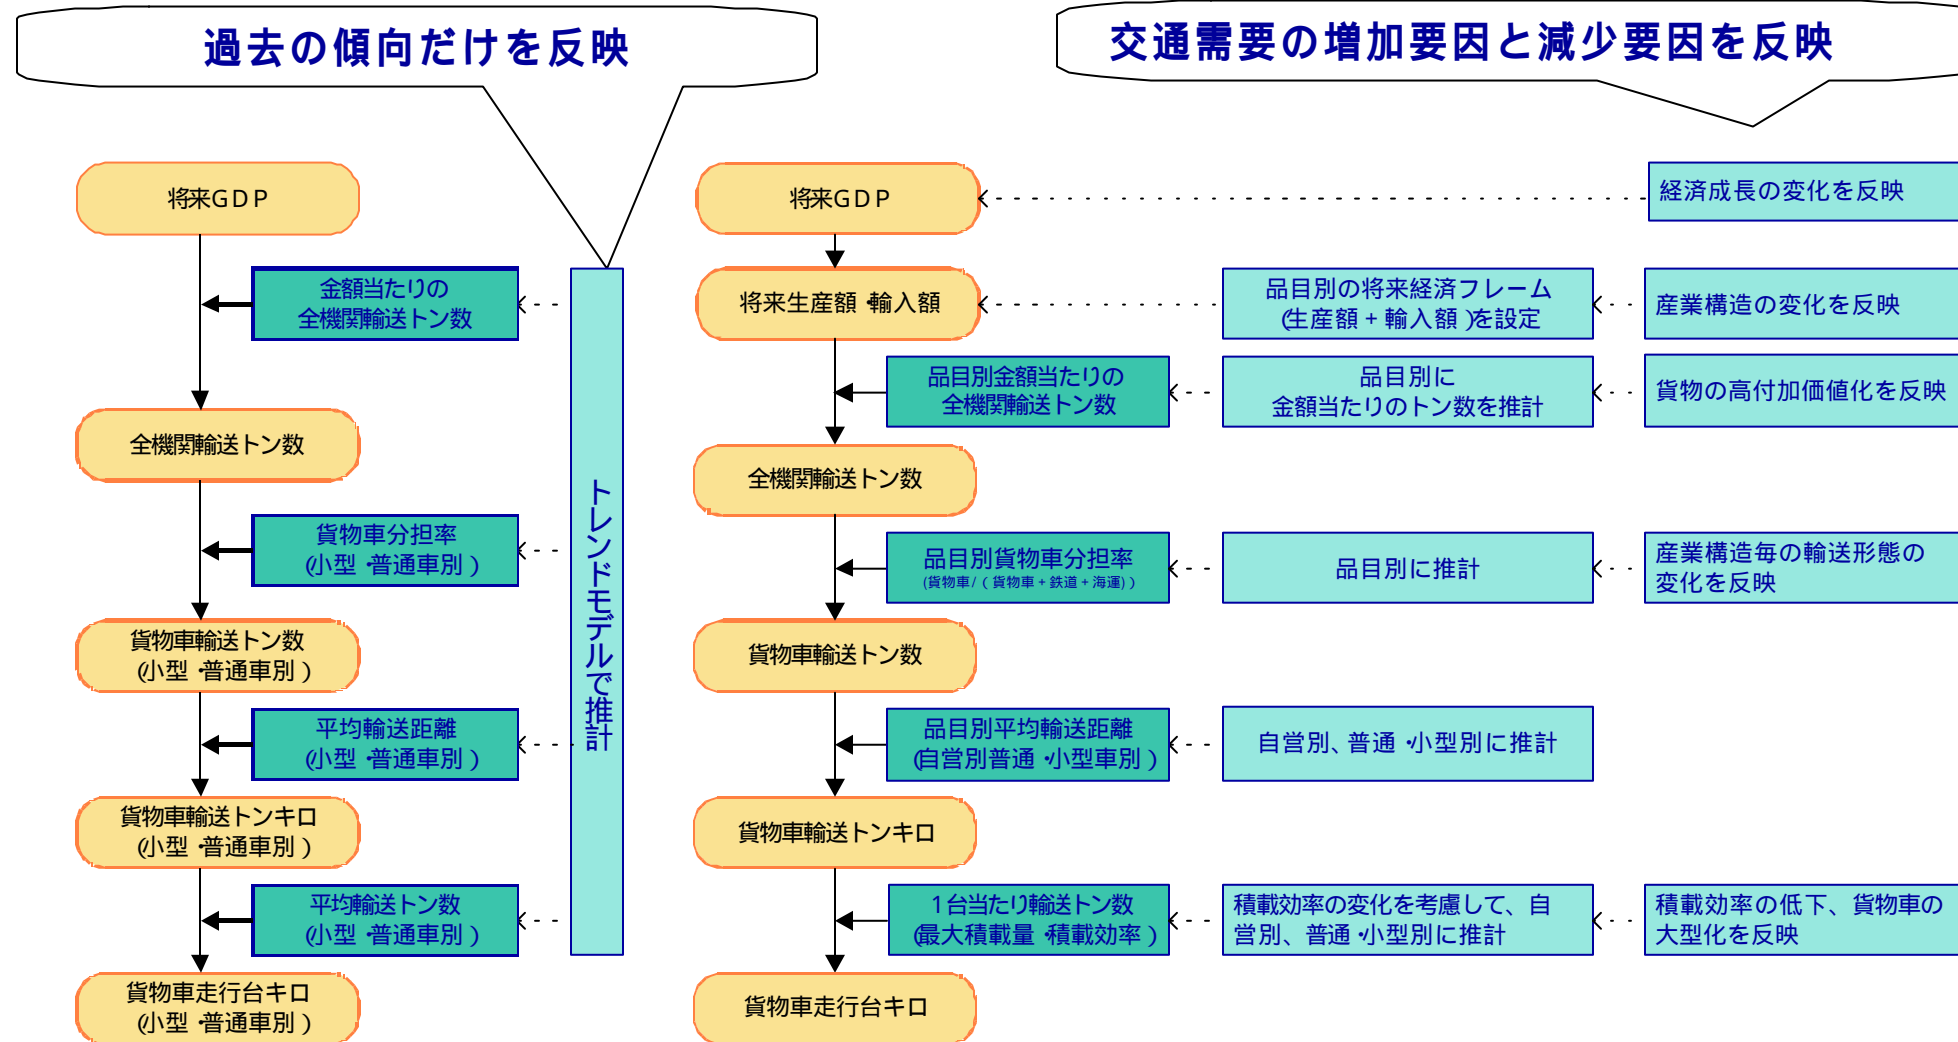 過去の傾向だけを反映
交通需要の増加要因と減少要因を反映
将来GDP
金額当たりの
全機関輸送トン数
全機関輸送トン数
貨物車分担率
(小型・普通車別)
貨物車輸送トン数
(小型・普通車別)
平均輸送距離
(小型・普通車別)
貨物車輸送トンキロ
(小型・普通車別)
平均輸送トン数
(小型・普通車別)
貨物車走行台キロ
(小型・普通車別)
トレンドモデルで推計
将来GDP
経済成長の変化を反映
将来生産額・輸入額
品目別の将来経済フレーム
(生産額+輸入額)を設定
産業構造の変化を反映
品目別金額当たりの
全機関輸送トン数
品目別に
金額当たりのトン数を推計
貨物の高付加価値化を反映
全機関輸送トン数
品目別貨物車分担率
(貨物車/(貨物車+鉄道+海運))
品目別に推計
産業構造毎の輸送形態の
変化を反映
貨物車輸送トン数
品目別平均輸送距離
(自営別普通・小型車別)
自営別、普通・小型別に推計
貨物車輸送トンキロ
1台当たり輸送トン数
(最大積載量・積載効率)
積載効率の変化を考慮して、自
営別、普通・小型別に推計
積載効率の低下、貨物車の
大型化を反映
貨物車走行台キロ